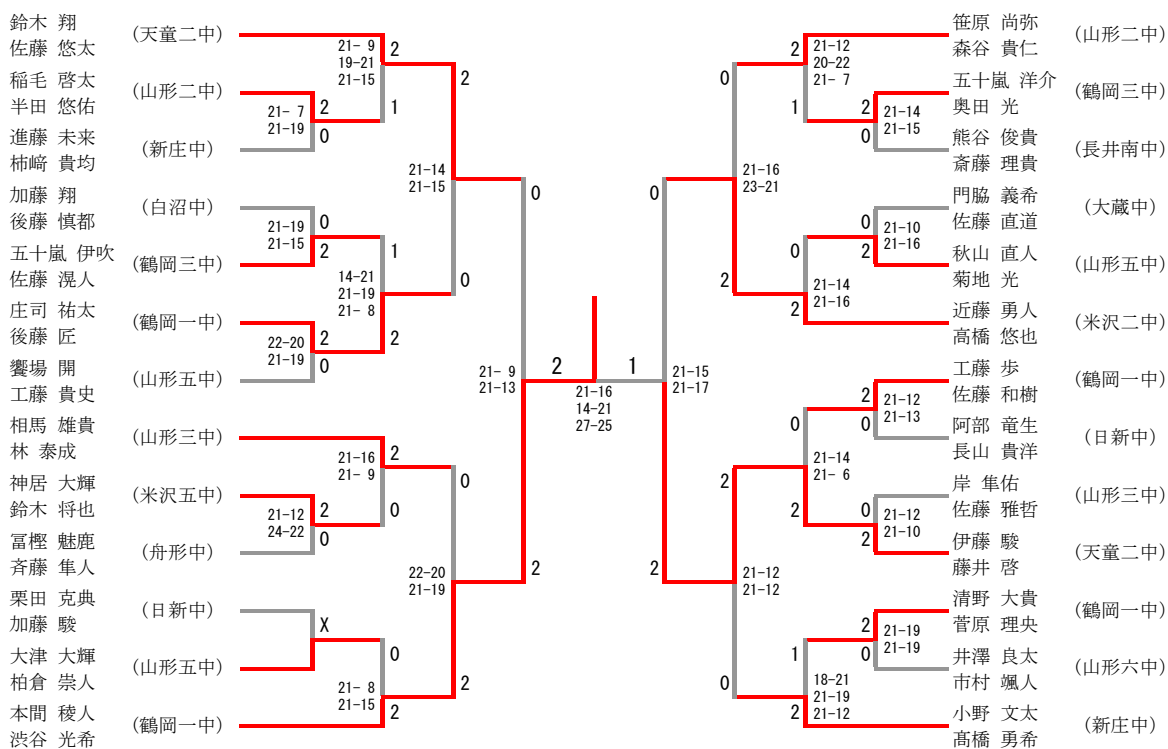 鈴木 翔
佐藤 悠太
(天童二中)
稲毛 啓太
半田 悠佑
(山形二中)
進藤 未来
柿﨑 貴均
(新庄中)
加藤 翔
後藤 慎都
(白沼中)
五十嵐 伊吹
佐藤 滉人
(鶴岡三中)
庄司 祐太
後藤 匠
(鶴岡一中)
饗場 開
工藤 貴史
(山形五中)
相馬 雄貴
林 泰成
(山形三中)
神居 大輝
鈴木 将也
(米沢五中)
冨樫 魅鹿
斉藤 隼人
(舟形中)
栗田 克典
加藤 駿
(日新中)
大津 大輝
柏倉 崇人
(山形五中)
本間 稜人
渋谷 光希
(鶴岡一中)
21- 9
19-21
21-15
2
1
21- 7
21-19
2
0
21-19
21-15
0
2
14-21
21-19
21- 8
1
2
22-20
21-19
2
0
21-14
21-15
2
0
21-16
21- 9
2
0
21-12
24-22
2
0
X
21- 8
21-15
0
2
22-20
21-19
0
2
21- 9
21-13
0
2
2
1
21-16
14-21
27-25
21-15
21-17
0
2
21-16
23-21
0
2
21-12
20-22
21- 7
2
1
21-14
21-15
2
0
21-10
21-16
0
2
21-14
21-16
0
2
21-12
21-12
2
0
21-14
21- 6
0
2
21-12
21-13
2
0
21-12
21-10
0
2
21-19
21-19
2
0
18-21
21-19
21-12
1
2
笹原 尚弥
森谷 貴仁
(山形二中)
五十嵐 洋介
奥田 光
(鶴岡三中)
熊谷 俊貴
斎藤 理貴
(長井南中)
門脇 義希
佐藤 直道
(大蔵中)
秋山 直人
菊地 光
(山形五中)
近藤 勇人
高橋 悠也
(米沢二中)
工藤 歩
佐藤 和樹
(鶴岡一中)
阿部 竜生
長山 貴洋
(日新中)
岸 隼佑
佐藤 雅哲
(山形三中)
伊藤 駿
藤井 啓
(天童二中)
清野 大貴
菅原 理央
(鶴岡一中)
井澤 良太
市村 颯人
(山形六中)
小野 文太
髙橋 勇希
(新庄中)